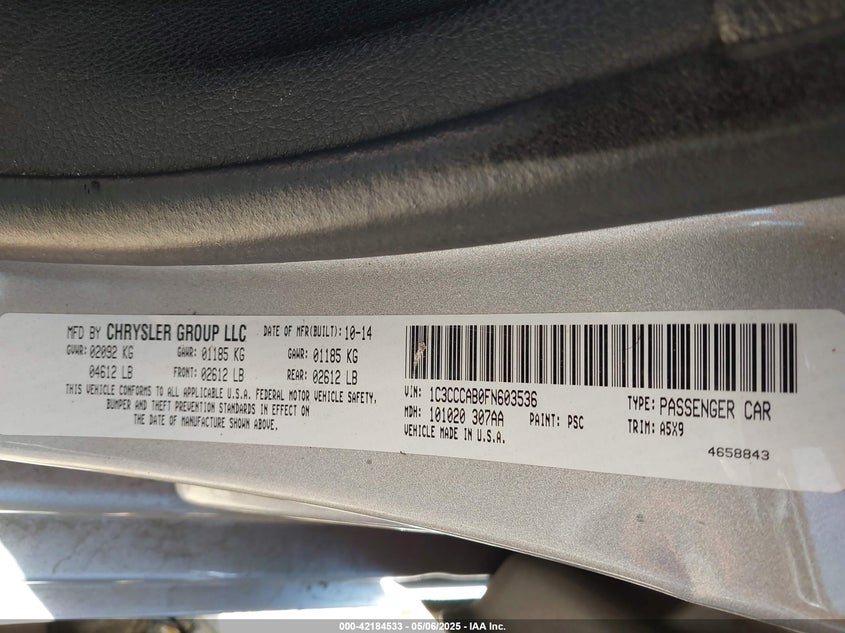 MFD BY CHRYSLER GROUP LLC DATE OF MFR(BUILT): 10-14
GVWR: 02092 KG GAWR: 01185 KG GAWR: 01185 KG
04612 LB FRONT: 02612 LB REAR: 02612 LB
THIS VEHICLE CONFORMS TO ALL APPLICABLE U.S.A. FEDERAL MOTOR VEHICLE SAFETY,
BUMPER AND THEFT PREVENTION STANDARDS IN EFFECT ON
THE DATE OF MANUFACTURE SHOWN ABOVE.
VIN: 1C3CCCAB0FN603536 TYPE: PASSENGER CAR
MDH: 101020 307AA PAINT: PSC TRIM: A5X9
VEHICLE MADE IN U.S.A.
4658843
000-42184533 - 05/06/2025 - IAA Inc.